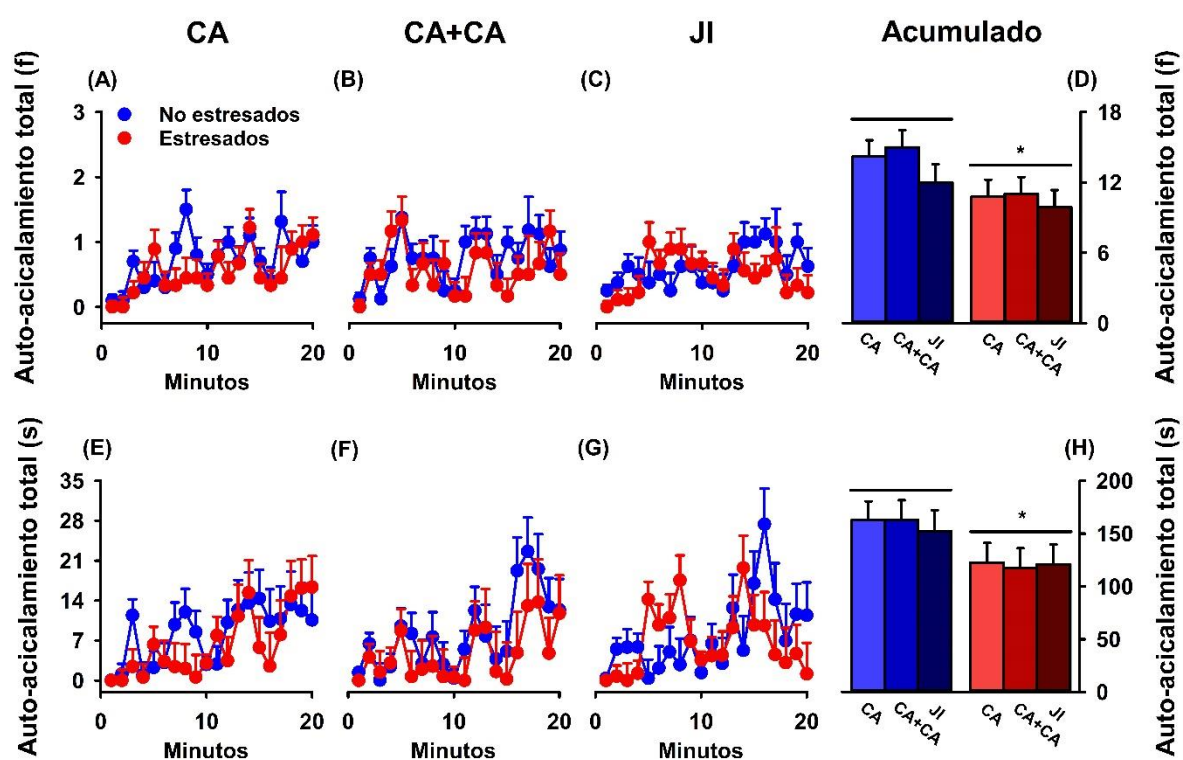 CA
CA+CA
JI
Acumulado
Auto-acicalamiento total (f)
(A)
(B)
(C)
(D)
Auto-acicalamiento total (f)
No estresados
Estresados
3
2
1
0
18
12
6
0
*
0
10
20
0
10
20
0
10
20
Minutos
Minutos
Minutos
CA
CA+CA
JI
CA
CA+CA
JI
Auto-acicalamiento total (s)
(E)
(F)
(G)
(H)
Auto-acicalamiento total (s)
35
28
21
14
7
0
200
150
100
50
0
*
0
10
20
0
10
20
0
10
20
Minutos
Minutos
Minutos
CA
CA+CA
JI
CA
CA+CA
JI